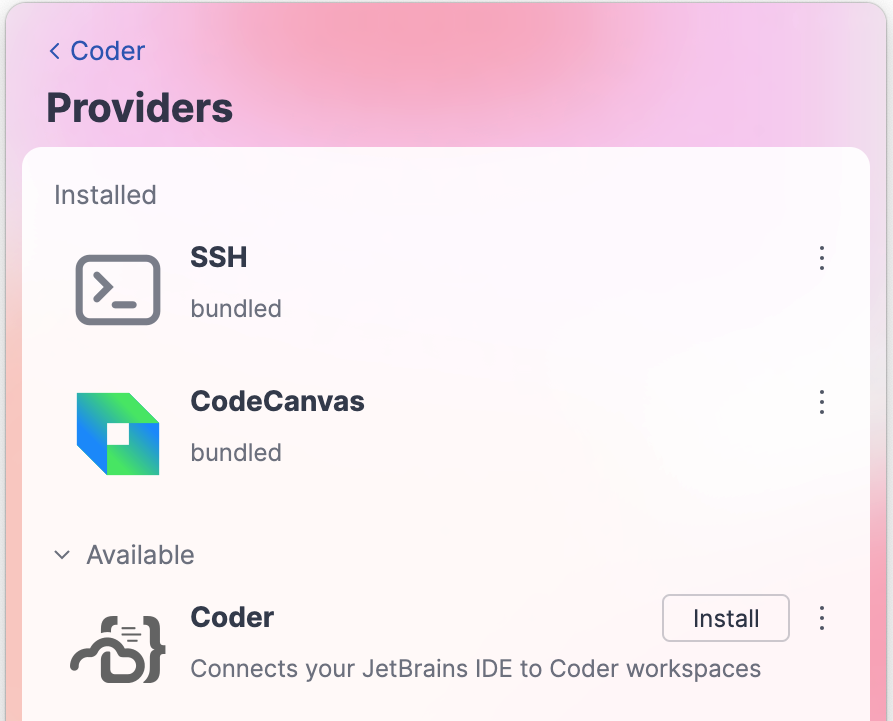 Coder
Providers
Installed
SSH
bundled
CodeCanvas
bundled
Available
Coder
Install
Connects your JetBrains IDE to Coder workspaces